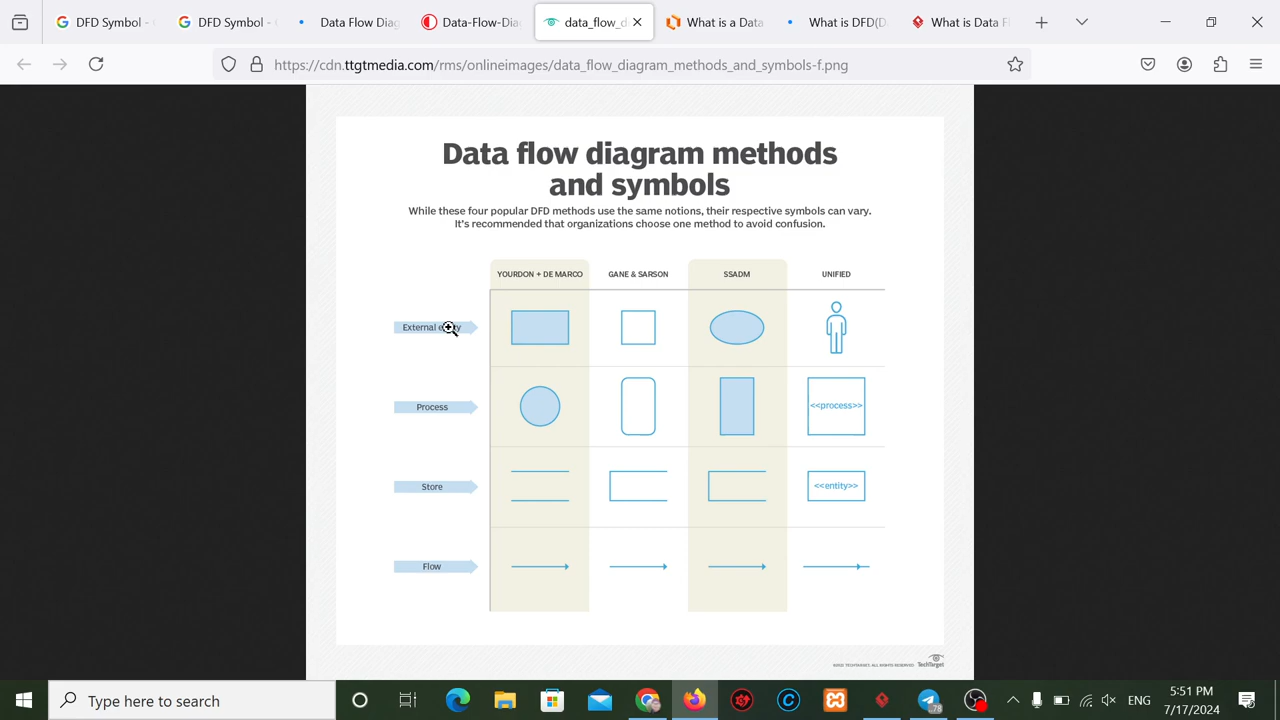 DFD Symbol -
DFD Symbol -
Data Flow Diag
Data-Flow-Dia
data_flow_d
What is a Data
What is DFD(D
What is Data Fl
https://cdn.ttgtmedia.com/rms/onlineimages/data_flow_diagram_methods_and_symbols-f.png
Data flow diagram methods
and symbols
While these four popular DFD methods use the same notions, their respective symbols can vary.
It's recommended that organizations choose one method to avoid confusion.
YOURDON + DE MARCO GANE & SARSON SSADM UNIFIED
External entity
Process
<<process>>
Store
<<entity>>
Flow
TechTarget
Type here to search
78
ENG
5:51 PM
7/17/2024